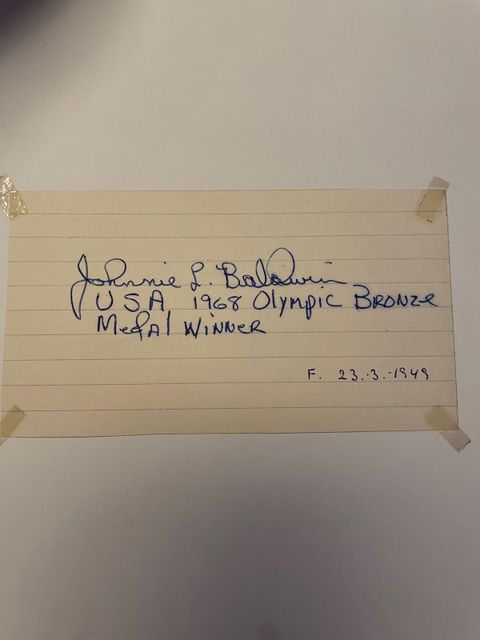 Johnnie L. Baldwin
USA 1968 Olympic Bronze
Medal Winner
F. 23.-3.-1949